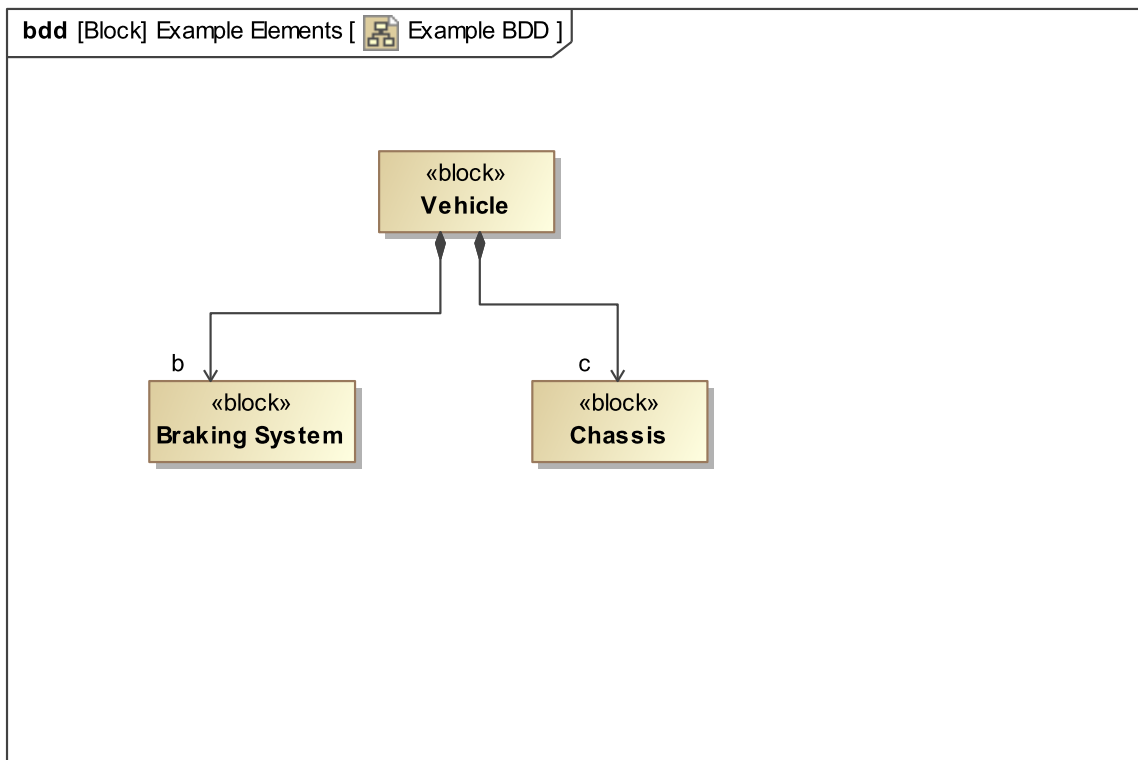 bdd [Block] Example Elements [ Example BDD ]
«block»
Vehicle
b
c
«block»
Braking System
«block»
Chassis